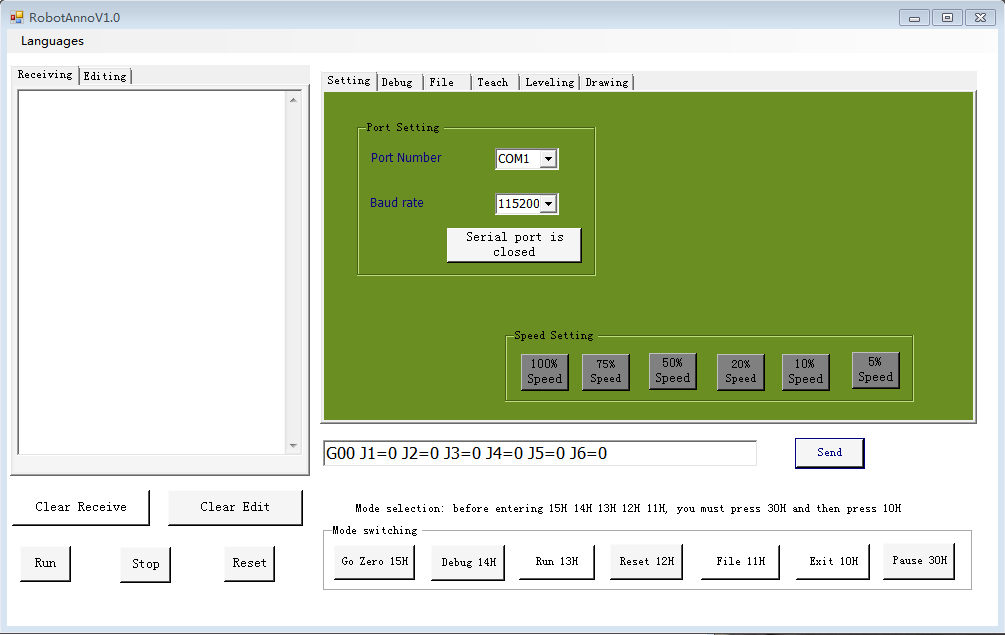 RobotAnnoV1.0
Languages
Receiving Editing
Setting Debug File Teach Leveling Drawing
Port Setting
Port Number COM1
Baud rate 115200
Serial port is
closed
Speed Setting
100%
Speed
75%
Speed
50%
Speed
20%
Speed
10%
Speed
5%
Speed
G00 J1=0 J2=0 J3=0 J4=0 J5=0 J6=0
Send
Clear Receive Clear Edit
Mode selection: before entering 15H 14H 13H 12H 11H, you must press 30H and then press 10H
Mode switching
Run Stop Reset
Go Zero 15H Debug 14H Run 13H Reset 12H File 11H Exit 10H Pause 30H